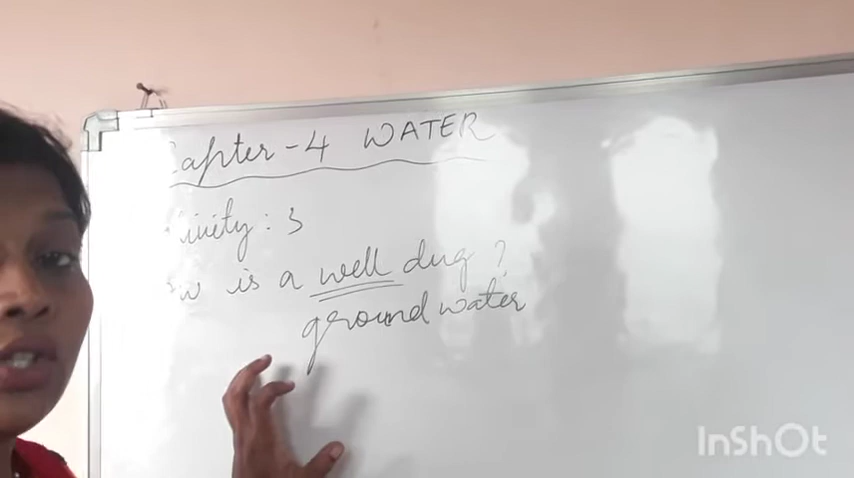 apter - 4 WATER
ivity : 3
w is a well dug ?
ground water
InShOt